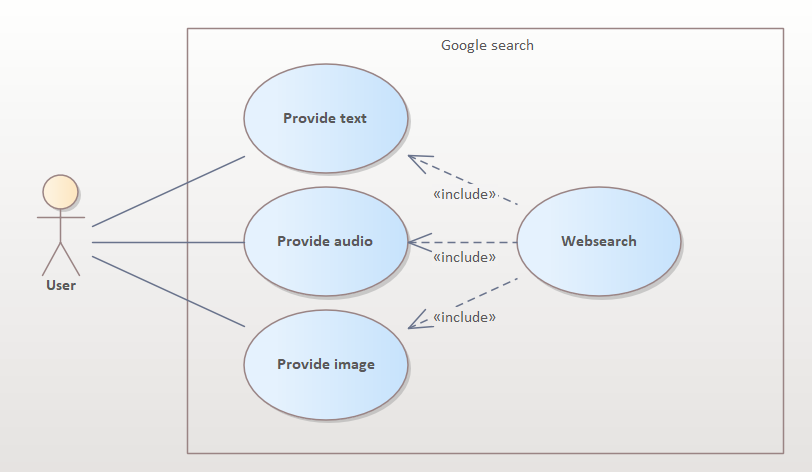 Google search
Provide text
«include»
User
Provide audio
Websearch
«include»
«include»
Provide image